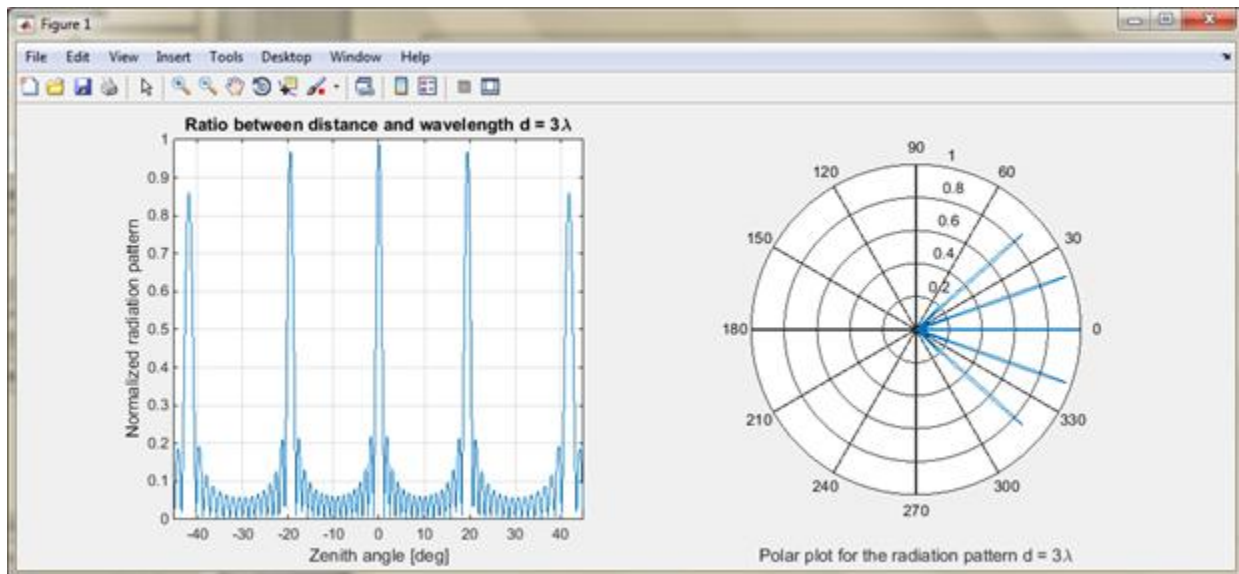 Figure 1
File Edit View Insert Tools Desktop Window Help
Ratio between distance and wavelength d = 3λ
1
0.9
0.8
0.7
0.6
0.5
0.4
0.3
0.2
0.1
0
Normalized radiation pattern
-40 -30 -20 -10 0 10 20 30 40
Zenith angle [deg]
90
120 1 60
0.8
0.6
150 0.4 30
0.2
180 0
210 330
240 300
270
Polar plot for the radiation pattern d = 3λ